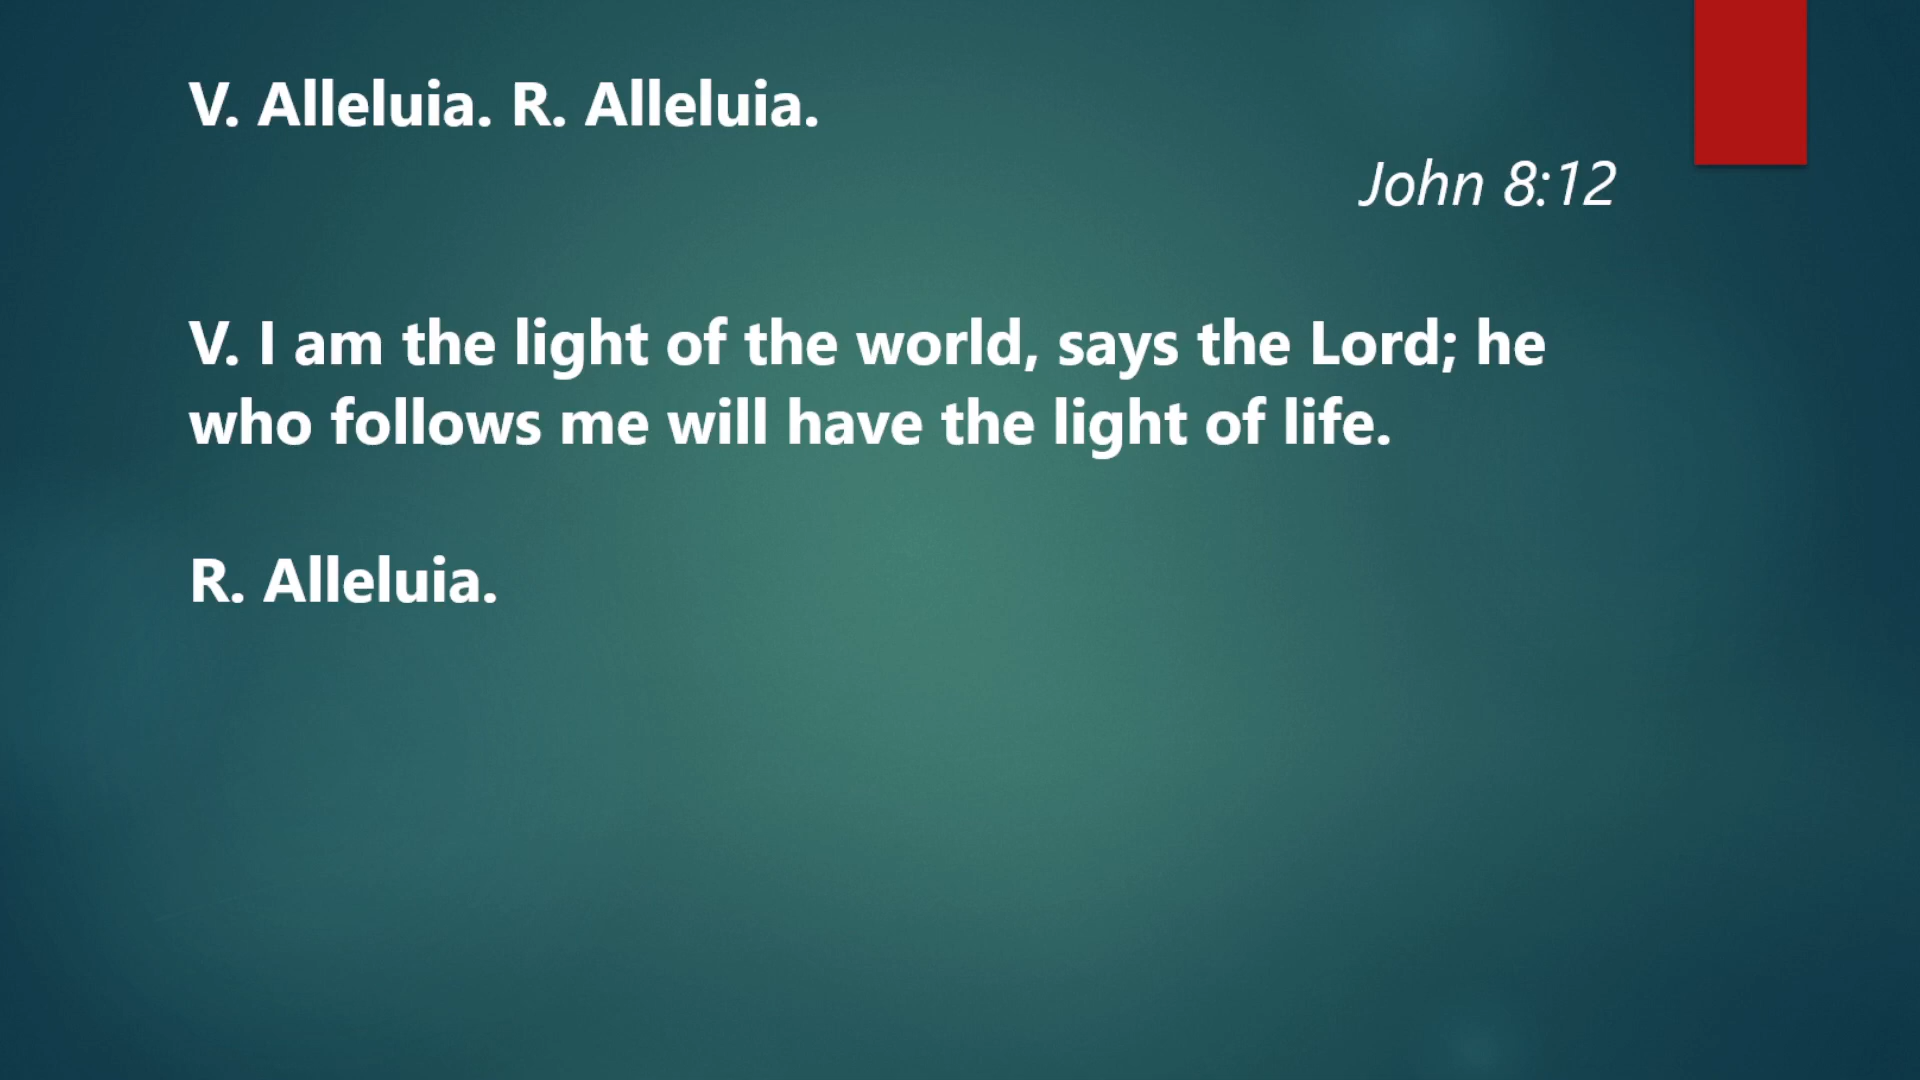 V. Alleluia. R. Alleluia.
John 8:12
V. I am the light of the world, says the Lord; he
who follows me will have the light of life.
R. Alleluia.